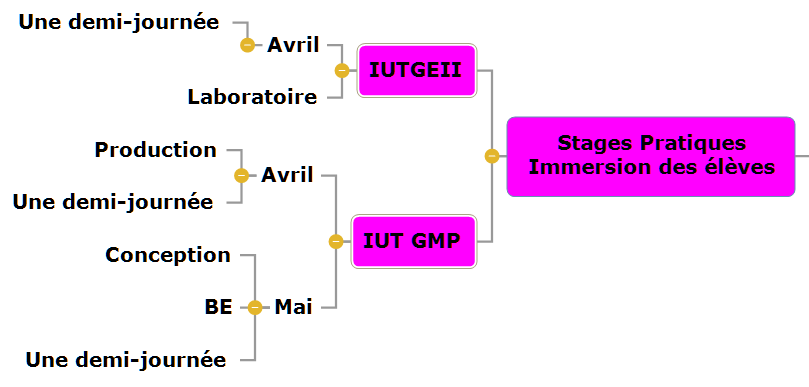 Une demi-journée
Avril
IUTGEII
Laboratoire
Stages Pratiques
Immersion des élèves
Production
Avril
Une demi-journée
IUT GMP
Conception
BE
Mai
Une demi-journée